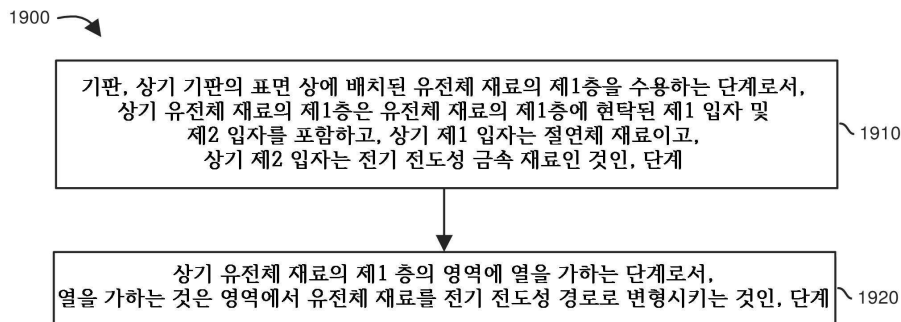 1900
기판, 상기 기판의 표면 상에 배치된 유전체 재료의 제1층을 수용하는 단계로서,
상기 유전체 재료의 제1층은 유전체 재료의 제1층에 현탁된 제1 입자 및
제2 입자를 포함하고, 상기 제1 입자는 절연체 재료이고,
상기 제2 입자는 전기 전도성 금속 재료인 것인, 단계
1910
상기 유전체 재료의 제1 층의 영역에 열을 가하는 단계로서,
열을 가하는 것은 영역에서 유전체 재료를 전기 전도성 경로로 변형시키는 것인, 단계
1920